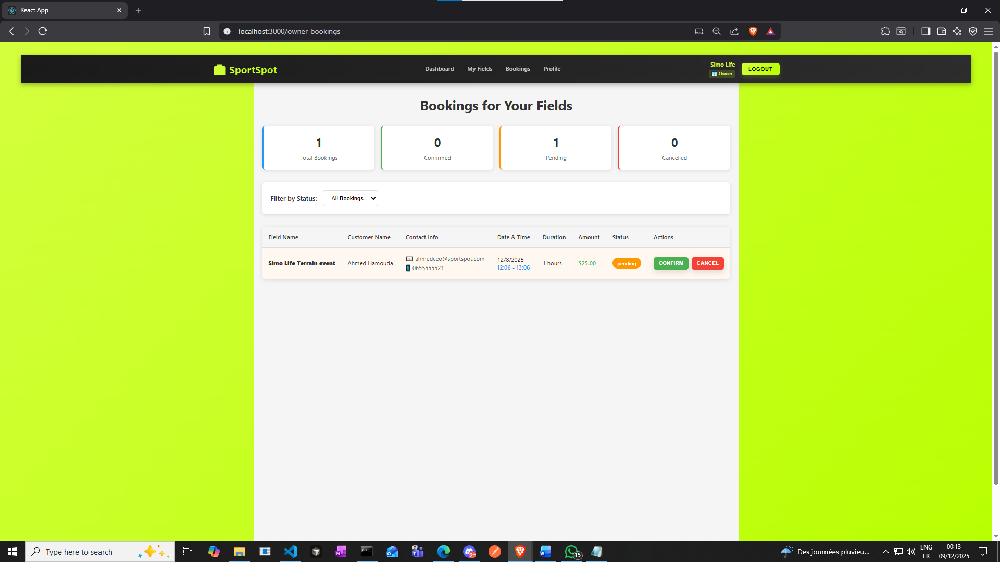 React App
localhost:3000/owner-bookings
SportSpot
Dashboard
My Fields
Bookings
Profile
Simo Life
Owner
LOGOUT
Bookings for Your Fields
1
Total Bookings
0
Confirmed
1
Pending
0
Cancelled
Filter by Status:
All Bookings
Field Name
Customer Name
Contact Info
Date & Time
Duration
Amount
Status
Actions
Simo Life Terrain event
Ahmed Hamouda
ahmedceo@sportspot.com
0655555521
12/8/2025
12:06 - 13:06
1 hours
$25.00
pending
CONFIRM
CANCEL
Type here to search
9+
15
Des journées pluvieu...
ENG
FR
00:13
09/12/2025